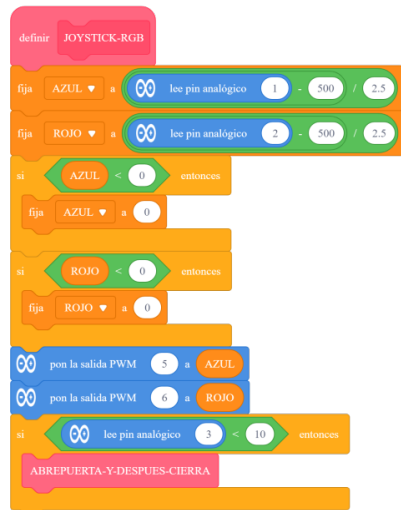 definir JOYSTICK-RGB
fija AZUL a lee pin analógico 1 - 500 / 2.5
fija ROJO a lee pin analógico 2 - 500 / 2.5
si AZUL < 0 entonces
fija AZUL a 0
si ROJO < 0 entonces
fija ROJO a 0
pon la salida PWM 5 a AZUL
pon la salida PWM 6 a ROJO
si lee pin analógico 3 < 10 entonces
ABREPUERTA-Y-DESPUES-CIERRA